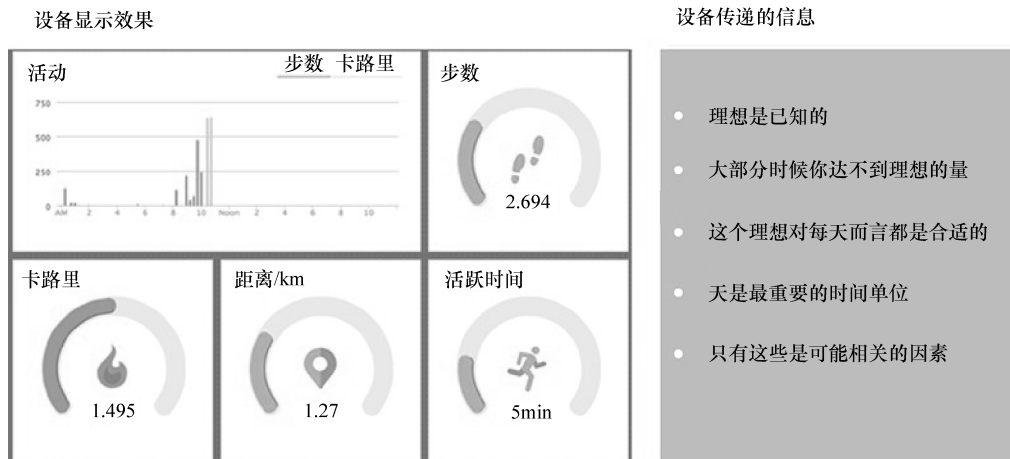 设备显示效果
设备传递的信息
活动
步数 卡路里
750
500
250
0
AM 2 4 6 8 10 Noon 2 4 6 8 10
步数
2.694
卡路里
1.495
距离/km
1.27
活跃时间
5min
理想是已知的
大部分时候你达不到理想的量
这个理想对每天而言都是合适的
天是最重要的时间单位
只有这些是可能相关的因素